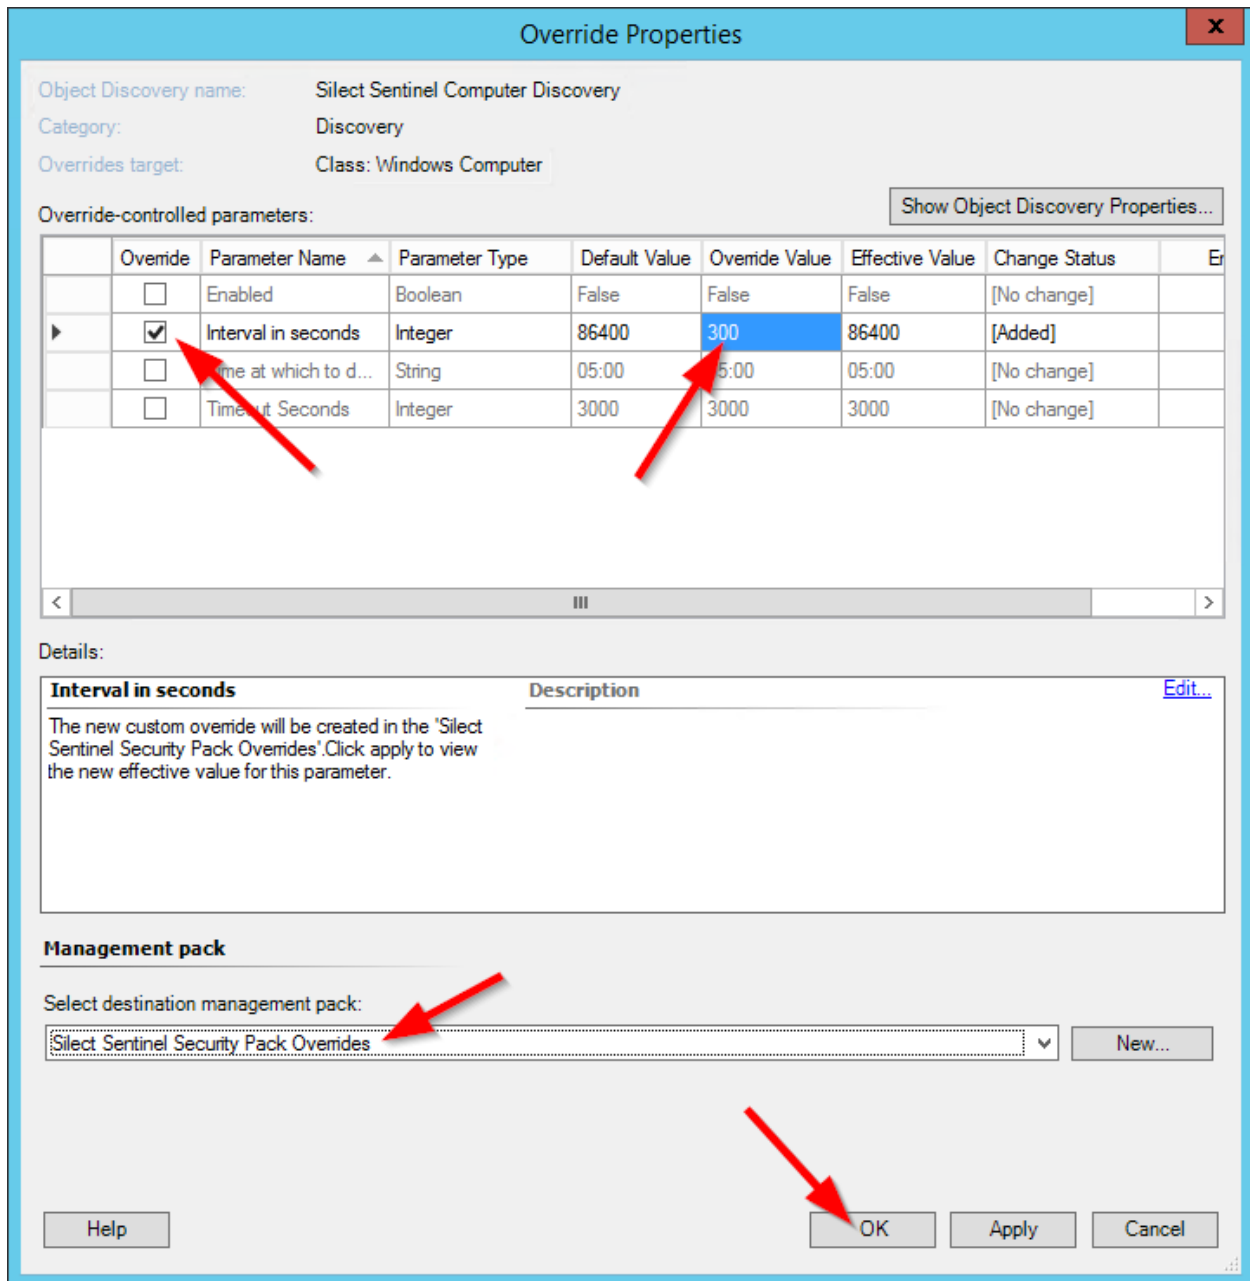 Override Properties
x
Object Discovery name: Silect Sentinel Computer Discovery
Category: Discovery
Overrides target: Class: Windows Computer
Show Object Discovery Properties...
Override-controlled parameters:
Override Parameter Name Parameter Type Default Value Override Value Effective Value Change Status
Enabled Boolean False False False [No change]
Interval in seconds Integer 86400 300 86400 [Added]
at which to d... String 05:00 05:00 [No change]
Seconds Integer 3000 3000 3000 [No change]
Details:
Interval in seconds Description Edit...
The new custom override will be created in the 'Silect
Sentinel Security Pack Overrides'.Click apply to view
the new effective value for this parameter.
Management pack
Select destination management pack:
Silect Sentinel Security Pack Overrides New...
Help OK Apply Cancel